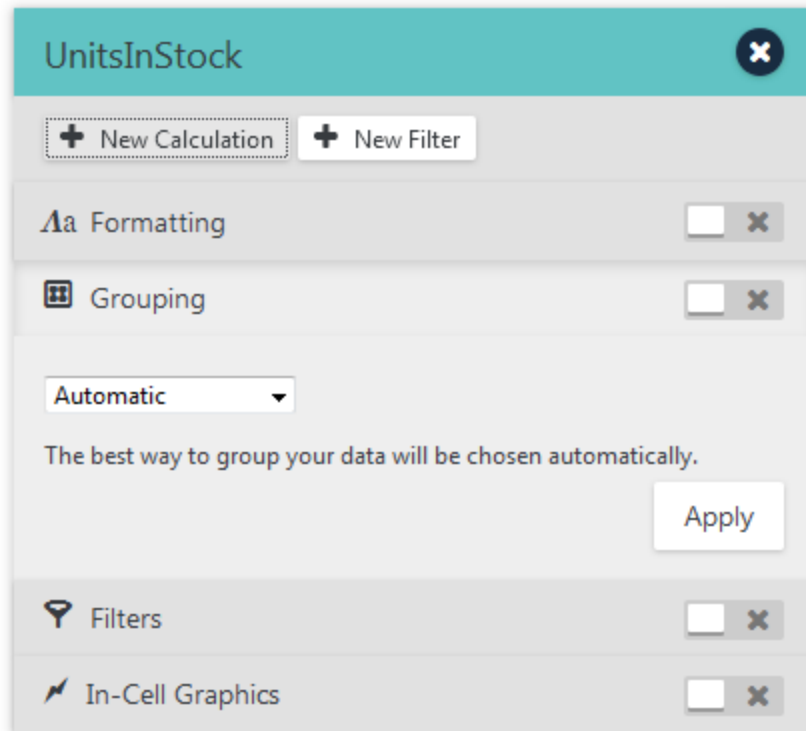 UnitsInStock
New Calculation New Filter
Aa Formatting
Grouping
Automatic
The best way to group your data will be chosen automatically.
Apply
Filters
In-Cell Graphics